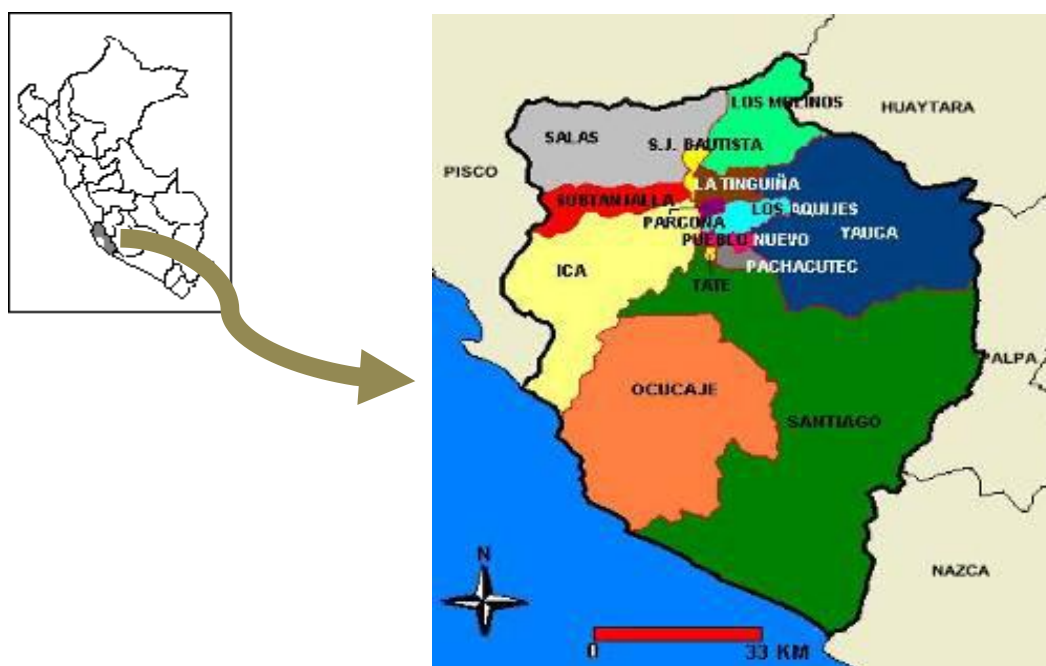 LOS MOLINOS
HUAYTARA
SALAS
S.J. BAUTISTA
PISCO
LA TINGUIÑA
SUBTANJALLA
LOS AQUIJES
PARCONA
YAUCA
PUEBLO NUEVO
ICA
PACHACUTEC
TATE
PALPA
OCUCAJE
SANTIAGO
N
NAZCA
0
33 KM